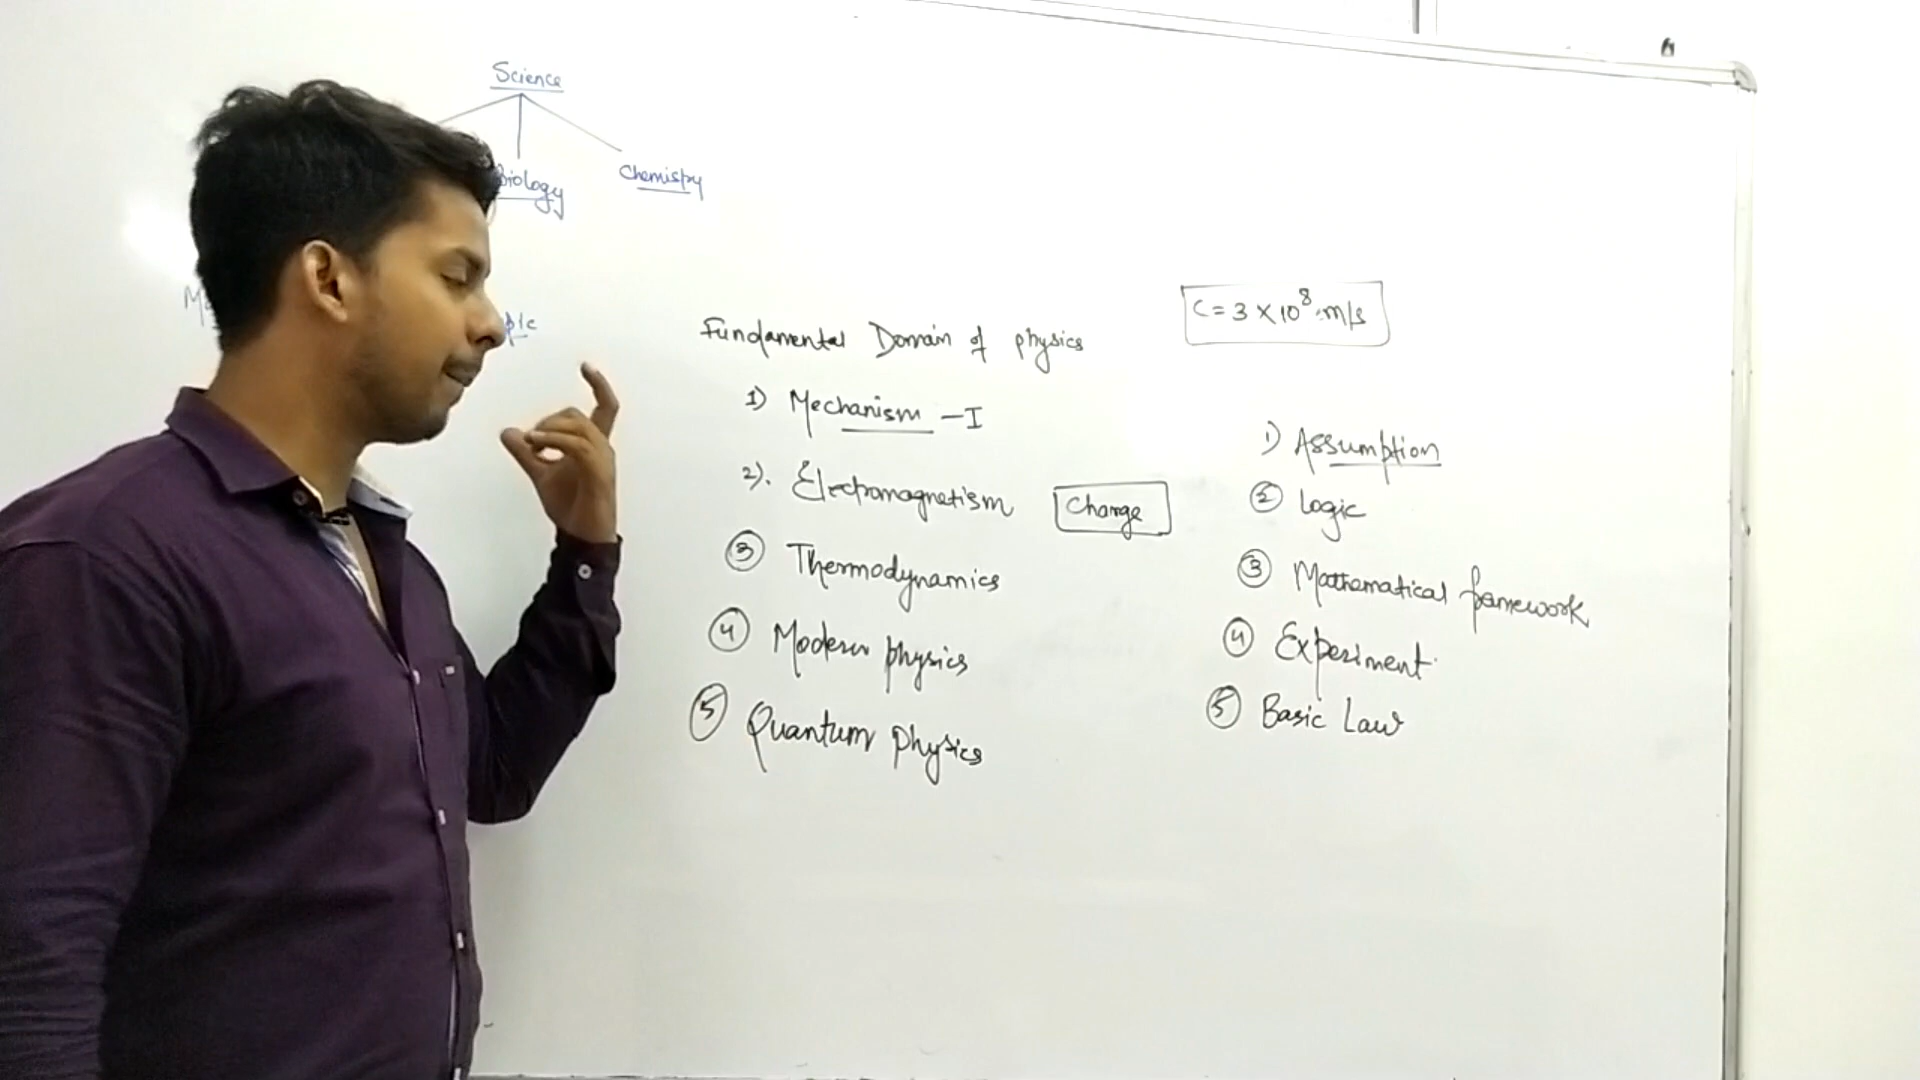 Science
Biology
Chemistry
C = 3 × 10⁸ m/s
Fundamental Domain of physics
1) Mechanism - I
2). Electromagnetism
Change
③ Thermodynamics
④ Modern physics
⑤ Quantum physics
1) Assumption
② Logic
③ Mathematical framework
④ Experiment
⑤ Basic Law